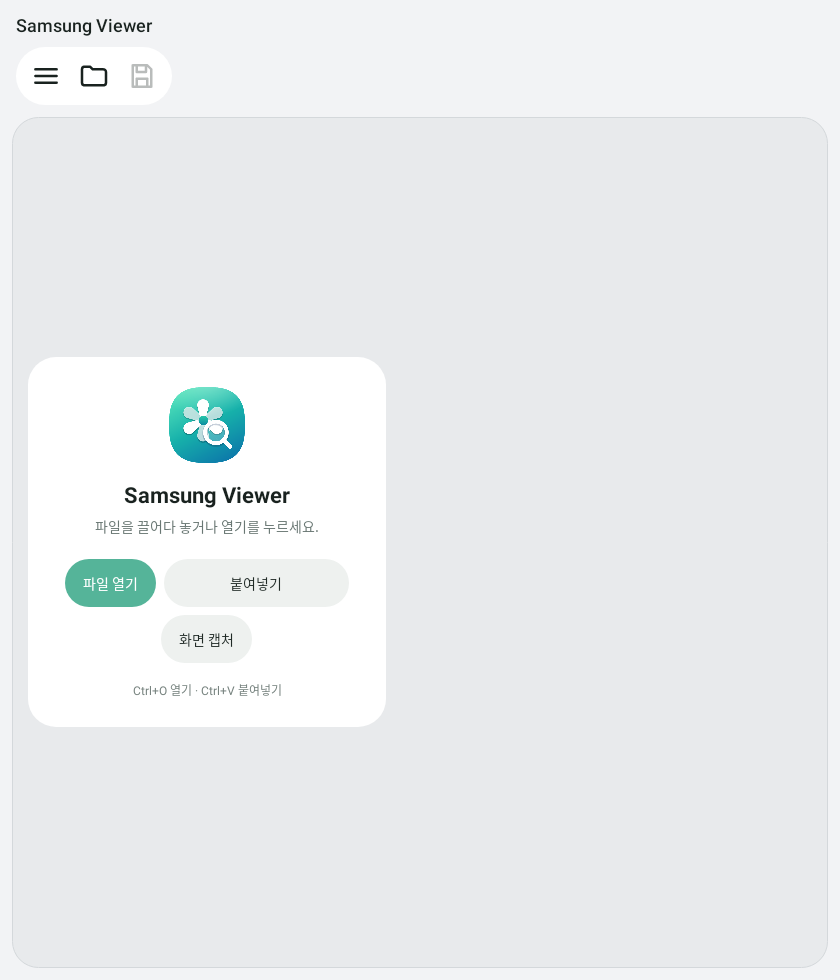 Samsung Viewer
Samsung Viewer
파일을 끌어다 놓거나 열기를 누르세요.
파일 열기
붙여넣기
화면 캡처
Ctrl+O 열기 · Ctrl+V 붙여넣기